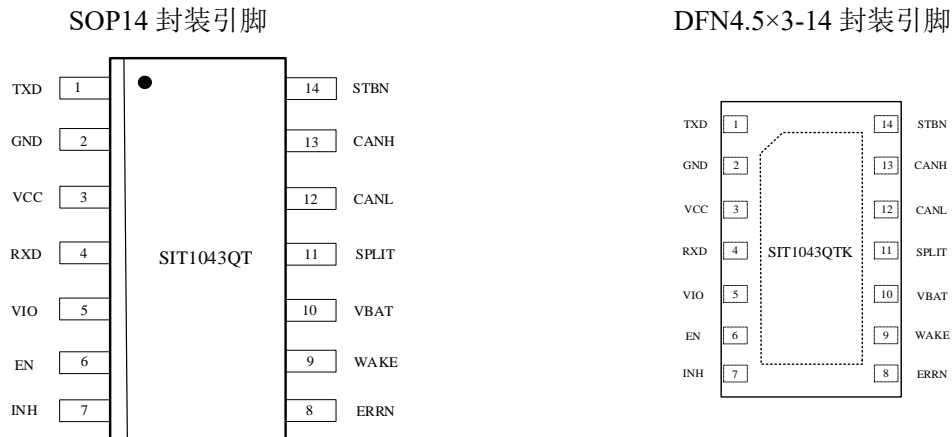 SOP14 封装引脚
TXD 1 14 STBN
GND 2 13 CANH
VCC 3 12 CANL
RXD 4 SIT1043QT 11 SPLIT
VIO 5 10 VBAT
EN 6 9 WAKE
INH 7 8 ERRN
DFN4.5×3-14 封装引脚
TXD 1 14 STBN
GND 2 13 CANH
VCC 3 12 CANL
RXD 4 SIT1043QTK 11 SPLIT
VIO 5 10 VBAT
EN 6 9 WAKE
INH 7 8 ERRN